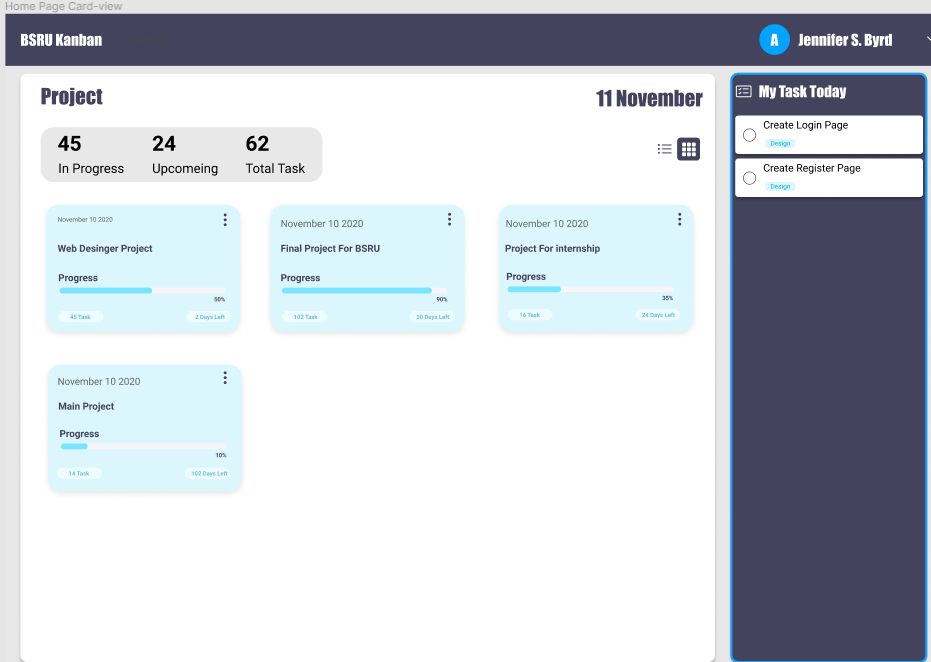 Home Page Card-view
BSRU Kanban
A
Jennifer S. Byrd
Project
11 November
45
24
62
In Progress
Upcomeing
Total Task
November 10 2020
Web Desinger Project
Progress
50%
45 Task
2 Days Left
November 10 2020
Final Project For BSRU
Progress
90%
102 Task
30 Days Left
November 10 2020
Project For internship
Progress
35%
16 Task
24 Days Left
November 10 2020
Main Project
Progress
10%
14 Task
102 Days Left
My Task Today
Create Login Page
Design
Create Register Page
Design